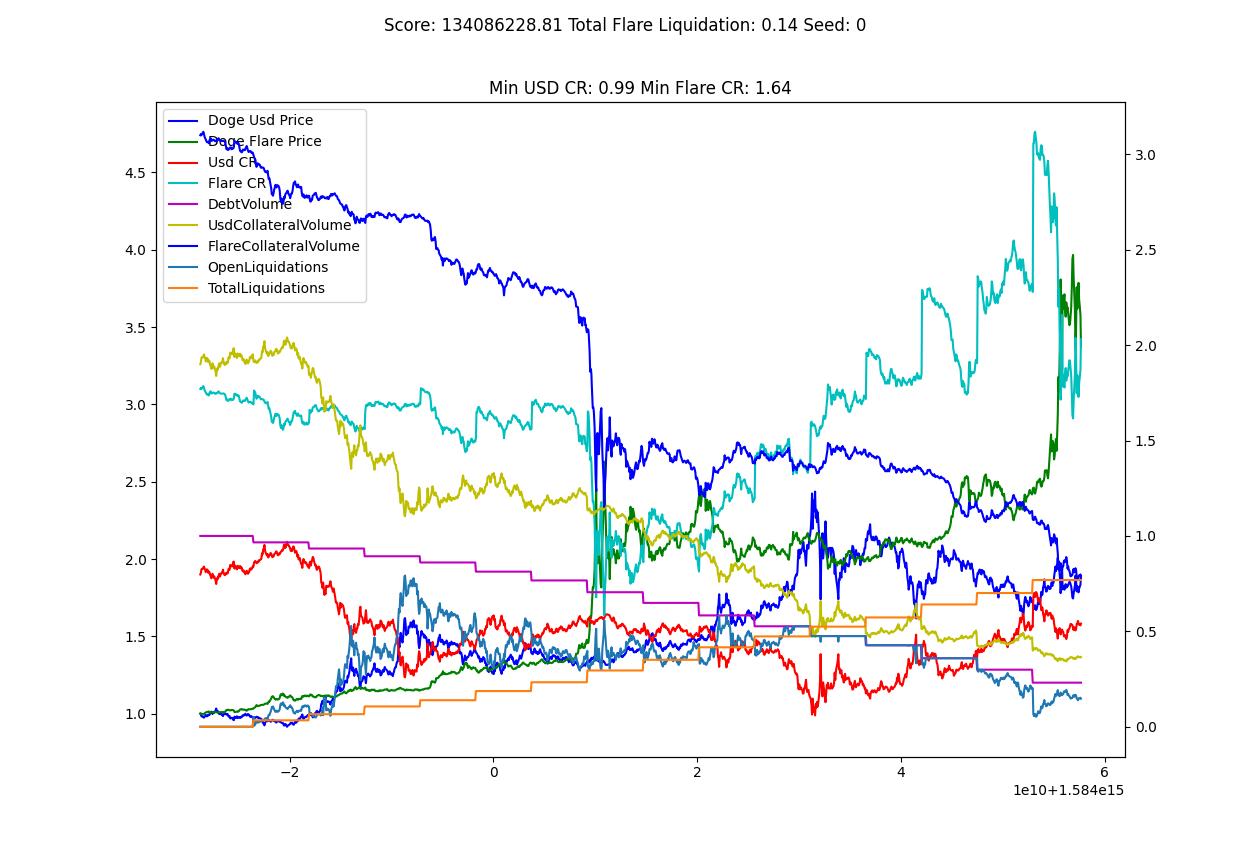 Score: 134086228.81 Total Flare Liquidation: 0.14 Seed: 0
Min USD CR: 0.99 Min Flare CR: 1.64
Doge Usd Price
Doge Flare Price
Usd CR
Flare CR
DebtVolume
UsdCollateralVolume
FlareCollateralVolume
OpenLiquidations
TotalLiquidations
4.5
4.0
3.5
3.0
2.5
2.0
1.5
1.0
3.0
2.5
2.0
1.5
1.0
0.5
0.0
−2
0
2
4
6
1e10+1.584e15